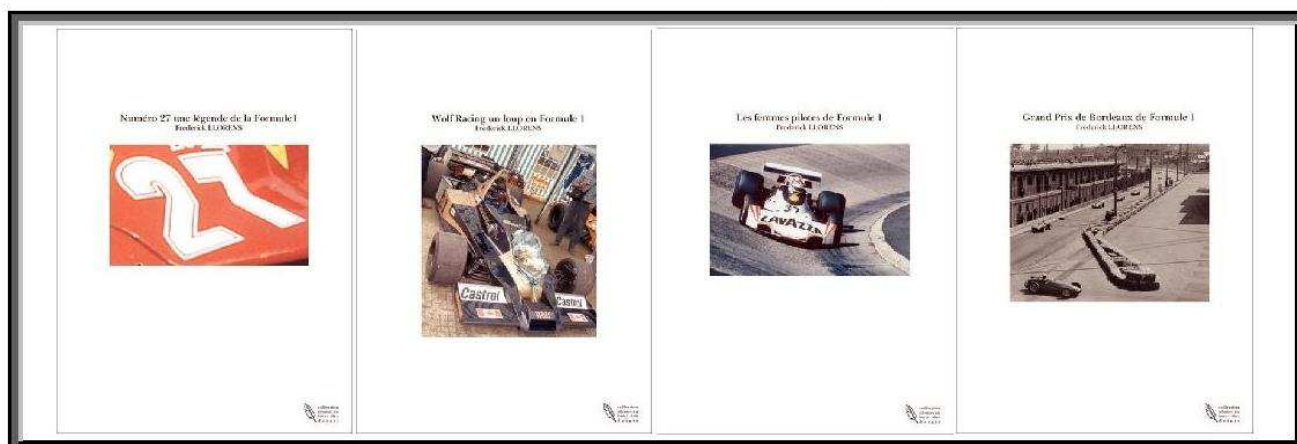 Numéro 27 une légende de la Formule 1
Frederick LLORENS
27
Wolf Racing un loup en Formule 1
Frederick LLORENS
Castrol
Castrol
Les femmes pilotes de Formule 1
Frederick LLORENS
LAVAZZA
Grand Prix de Bordeaux de Formule 1
Frederick LLORENS